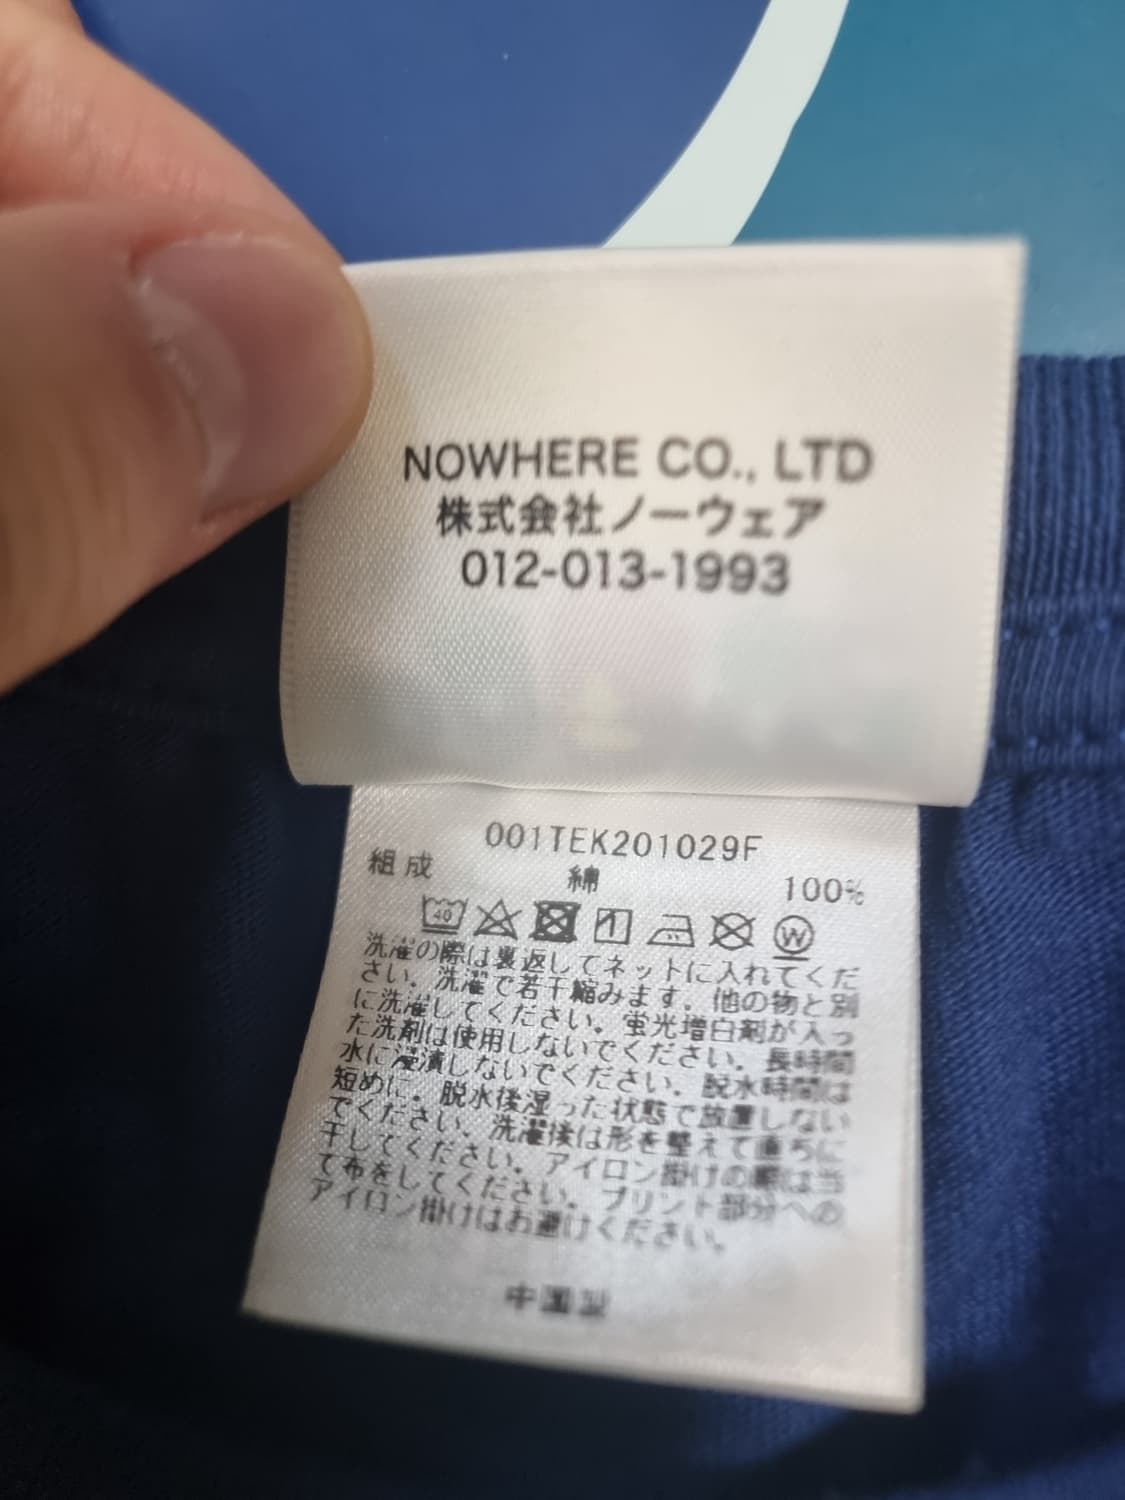 NOWHERE CO., LTD
株式会社ノーウェア
012-013-1993
001TEK201029F
組成 綿 100%
40 W
洗濯の際は裏返してネットに入れてくだ
さい。洗濯で若干縮みます。他の物と別
に洗濯してください。蛍光増白剤が入っ
た洗剤は使用しないでください。長時間
水に浸漬しないでください。脱水時間は
短めに。脱水後湿った状態で放置しない
でください。洗濯後は形を整えて直ちに
干してください。アイロン掛けの際は当
て布をしてください。プリント部分への
アイロン掛けはお避けください。
中国製